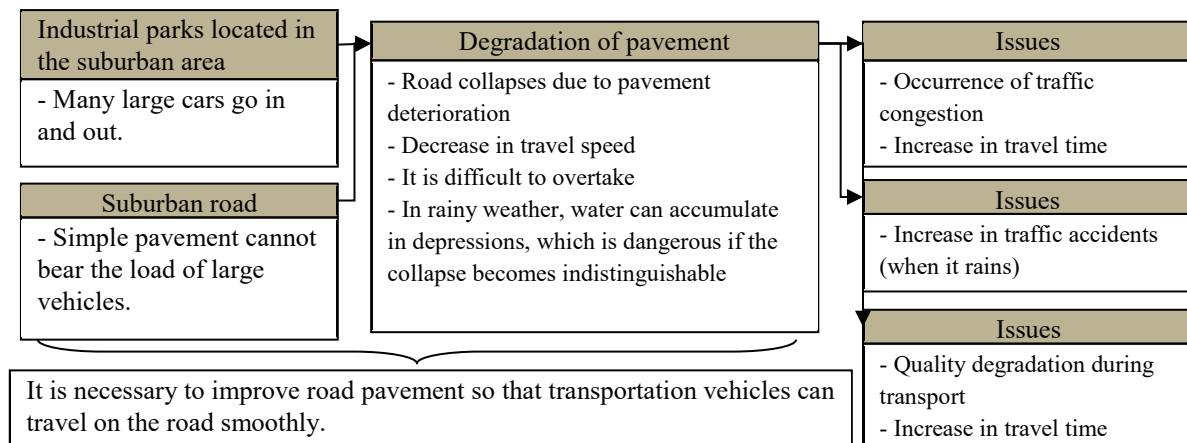 Industrial parks located in
the suburban area
- Many large cars go in
and out.
Suburban road
- Simple pavement cannot
bear the load of large
vehicles.
Degradation of pavement
- Road collapses due to pavement
deterioration
- Decrease in travel speed
- It is difficult to overtake
- In rainy weather, water can accumulate
in depressions, which is dangerous if the
collapse becomes indistinguishable
Issues
- Occurrence of traffic
congestion
- Increase in travel time
Issues
- Increase in traffic accidents
(when it rains)
Issues
- Quality degradation during
transport
- Increase in travel time
It is necessary to improve road pavement so that transportation vehicles can
travel on the road smoothly.